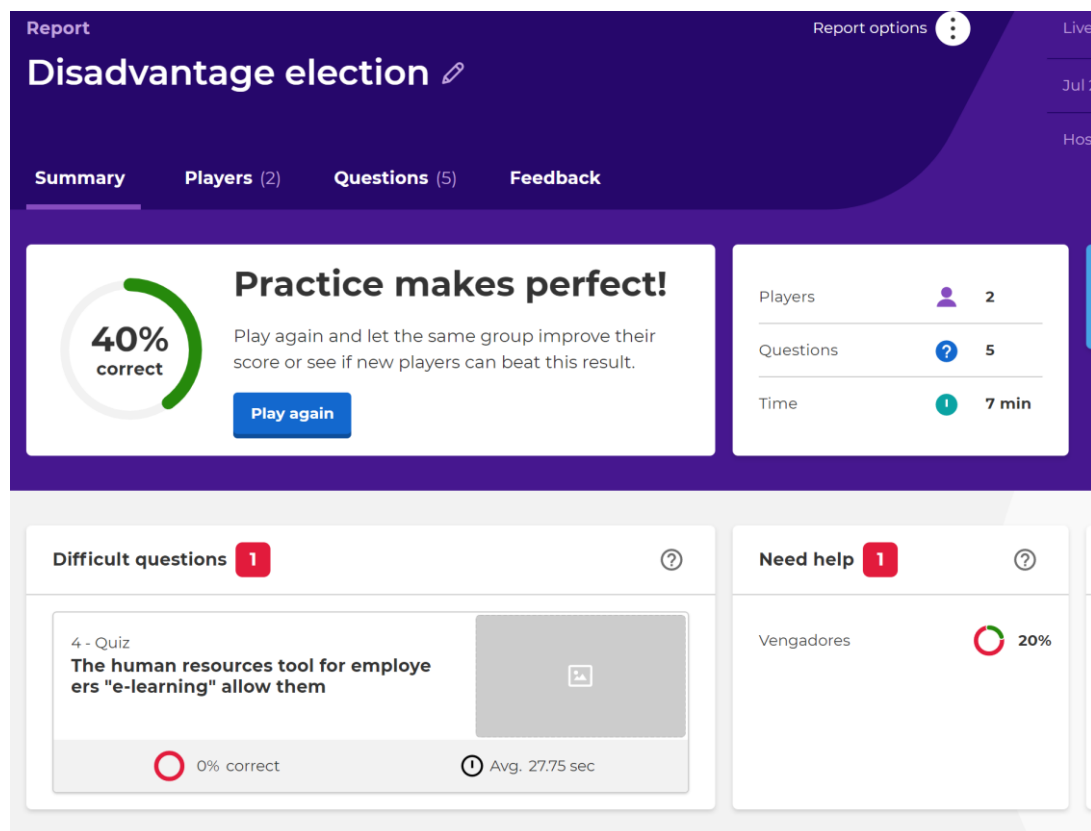 Report
Report options
Live
Disadvantage election
Jul
Hos
Summary
Players (2)
Questions (5)
Feedback
40%
correct
Practice makes perfect!
Play again and let the same group improve their
score or see if new players can beat this result.
Play again
Players 2
Questions 5
Time 7 min
Difficult questions 1
Need help 1
4 - Quiz
The human resources tool for employe
ers "e-learning" allow them
0% correct
Avg. 27.75 sec
Vengadores 20%